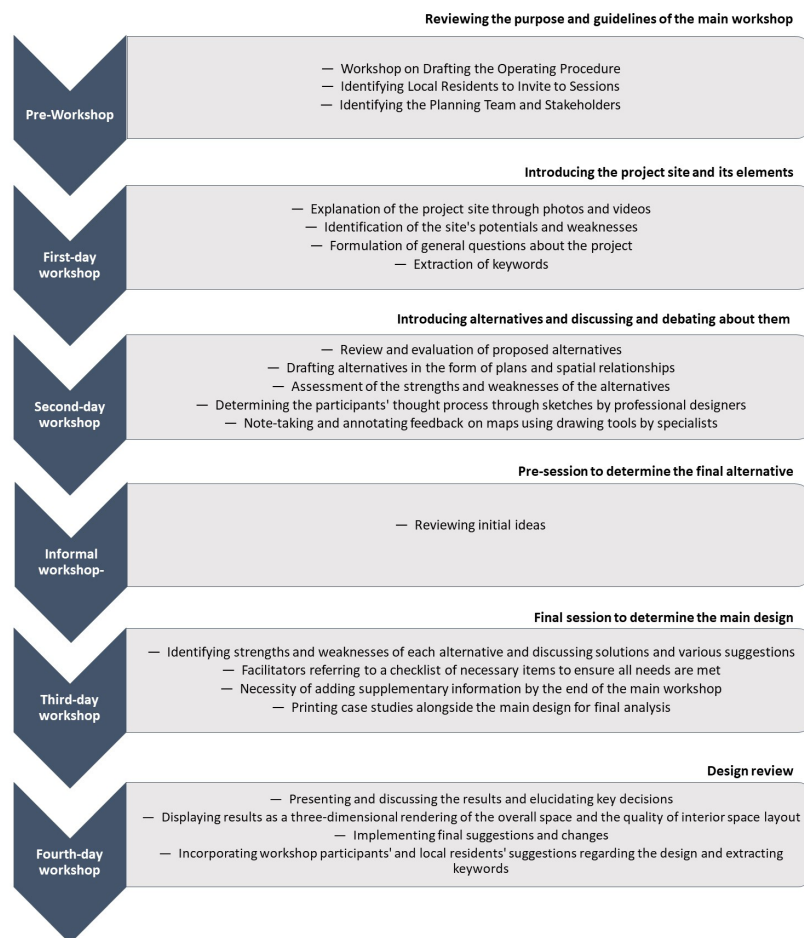 Reviewing the purpose and guidelines of the main workshop
Pre-Workshop
— Workshop on Drafting the Operating Procedure
— Identifying Local Residents to Invite to Sessions
— Identifying the Planning Team and Stakeholders
Introducing the project site and its elements
First-day
workshop
— Explanation of the project site through photos and videos
— Identification of the site's potentials and weaknesses
— Formulation of general questions about the project
— Extraction of keywords
Introducing alternatives and discussing and debating about them
Second-day
workshop
— Review and evaluation of proposed alternatives
— Drafting alternatives in the form of plans and spatial relationships
— Assessment of the strengths and weaknesses of the alternatives
— Determining the participants' thought process through sketches by professional designers
— Note-taking and annotating feedback on maps using drawing tools by specialists
Pre-session to determine the final alternative
Informal
workshop-
— Reviewing initial ideas
Final session to determine the main design
Third-day
workshop
— Identifying strengths and weaknesses of each alternative and discussing solutions and various suggestions
— Facilitators referring to a checklist of necessary items to ensure all needs are met
— Necessity of adding supplementary information by the end of the main workshop
— Printing case studies alongside the main design for final analysis
Design review
Fourth-day
workshop
— Presenting and discussing the results and elucidating key decisions
— Displaying results as a three-dimensional rendering of the overall space and the quality of interior space layout
— Implementing final suggestions and changes
— Incorporating workshop participants' and local residents' suggestions regarding the design and extracting
keywords